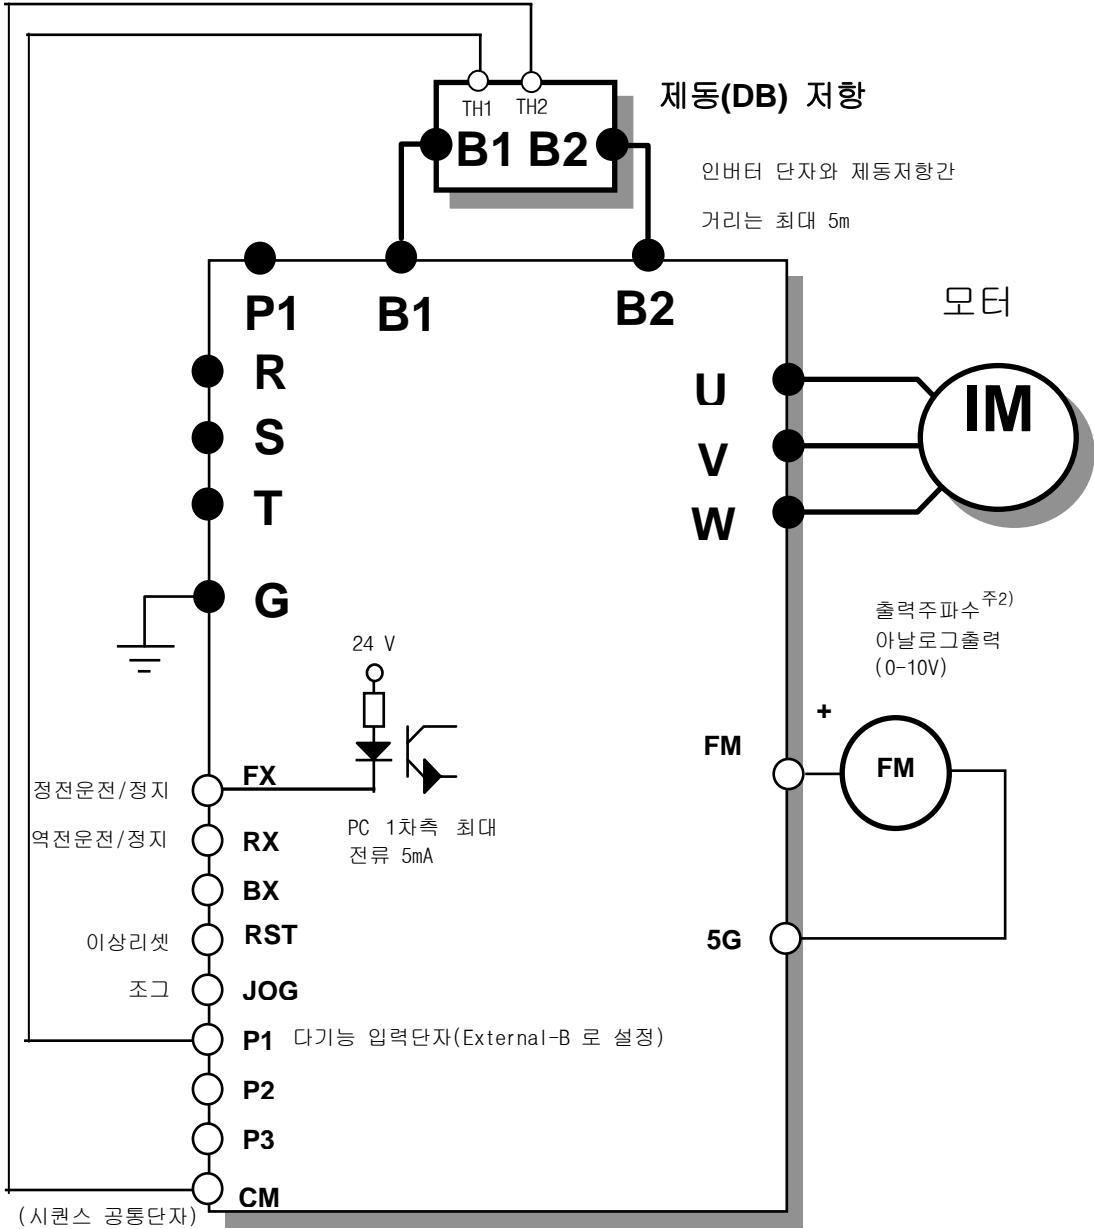 TH1
TH2
제동(DB) 저항
B1 B2
인버터 단자와 제동저항간
거리는 최대 5m
P1
B1
B2
모터
R
U
IM
S
V
T
W
G
출력주파수주2)
아날로그출력
(0-10V)
24 V
+
FM
FM
FX
정전운전/정지
PC 1차측 최대
전류 5mA
역전운전/정지
RX
BX
이상리셋
RST
5G
조그
JOG
P1 다기능 입력단자(External-B 로 설정)
P2
P3
CM
(시퀀스 공통단자)